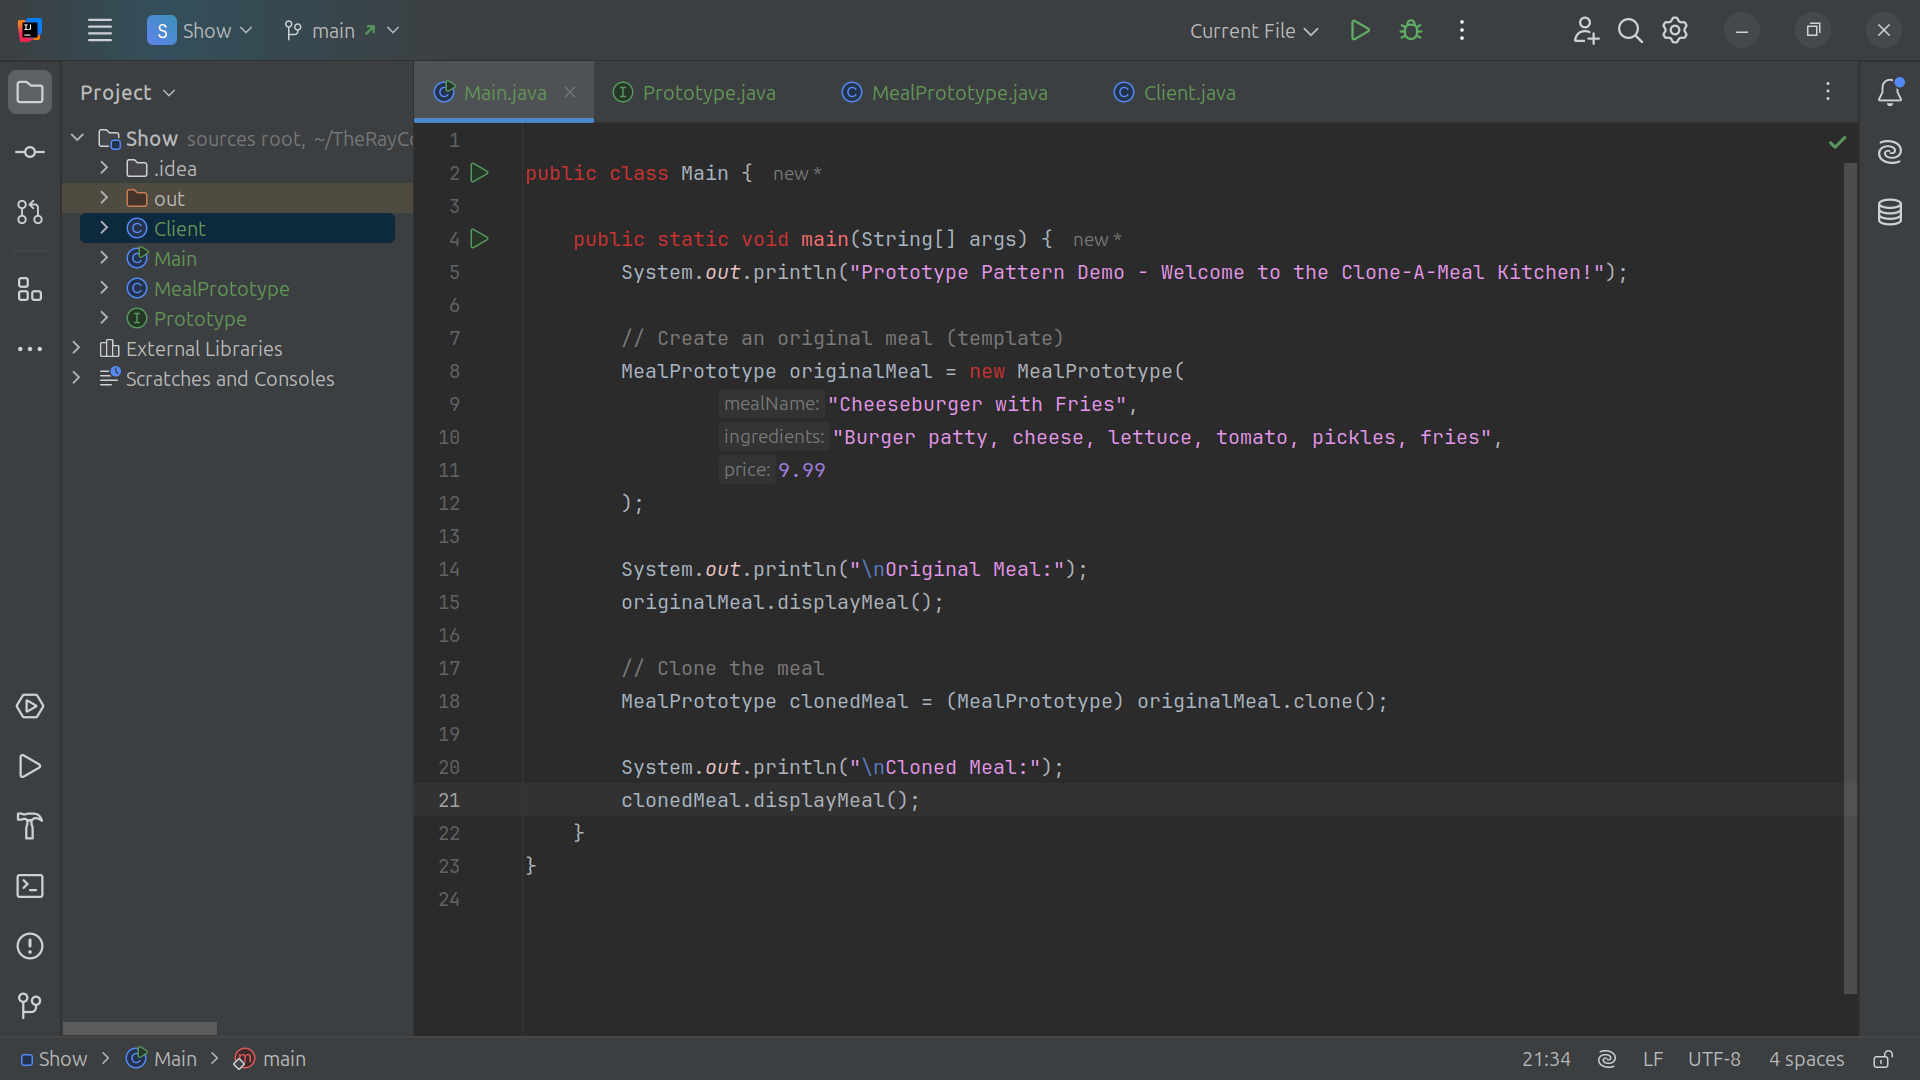 S Show main Current File
Project
Main.java Prototype.java MealPrototype.java Client.java
Show sources root, ~/TheRayCo
.idea
out
Client
Main
MealPrototype
Prototype
External Libraries
Scratches and Consoles
1
2 public class Main { new *
3
4 public static void main(String[] args) { new *
5 System.out.println("Prototype Pattern Demo - Welcome to the Clone-A-Meal Kitchen!");
6
7 // Create an original meal (template)
8 MealPrototype originalMeal = new MealPrototype(
9 mealName: "Cheeseburger with Fries",
10 ingredients: "Burger patty, cheese, lettuce, tomato, pickles, fries",
11 price: 9.99
12 );
13
14 System.out.println("\nOriginal Meal:");
15 originalMeal.displayMeal();
16
17 // Clone the meal
18 MealPrototype clonedMeal = (MealPrototype) originalMeal.clone();
19
20 System.out.println("\nCloned Meal:");
21 clonedMeal.displayMeal();
22 }
23 }
24
Show Main main 21:34 LF UTF-8 4 spaces